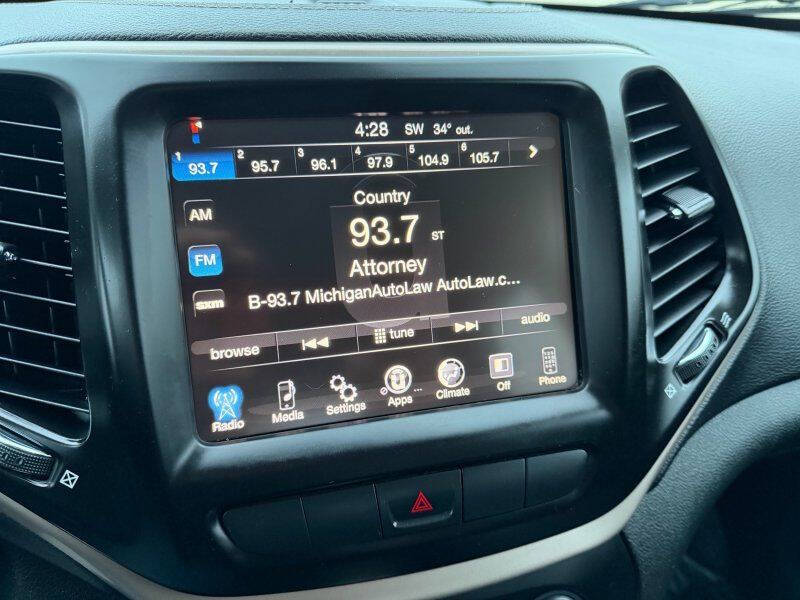 4:28 SW 34° out.
1 93.7 2 95.7 3 96.1 4 97.9 5 104.9 6 105.7
AM
Country
93.7 ST
FM
Attorney
sxm
B-93.7 MichiganAutoLaw AutoLaw.c...
browse tune audio
Radio Media Settings Apps Climate Off Phone